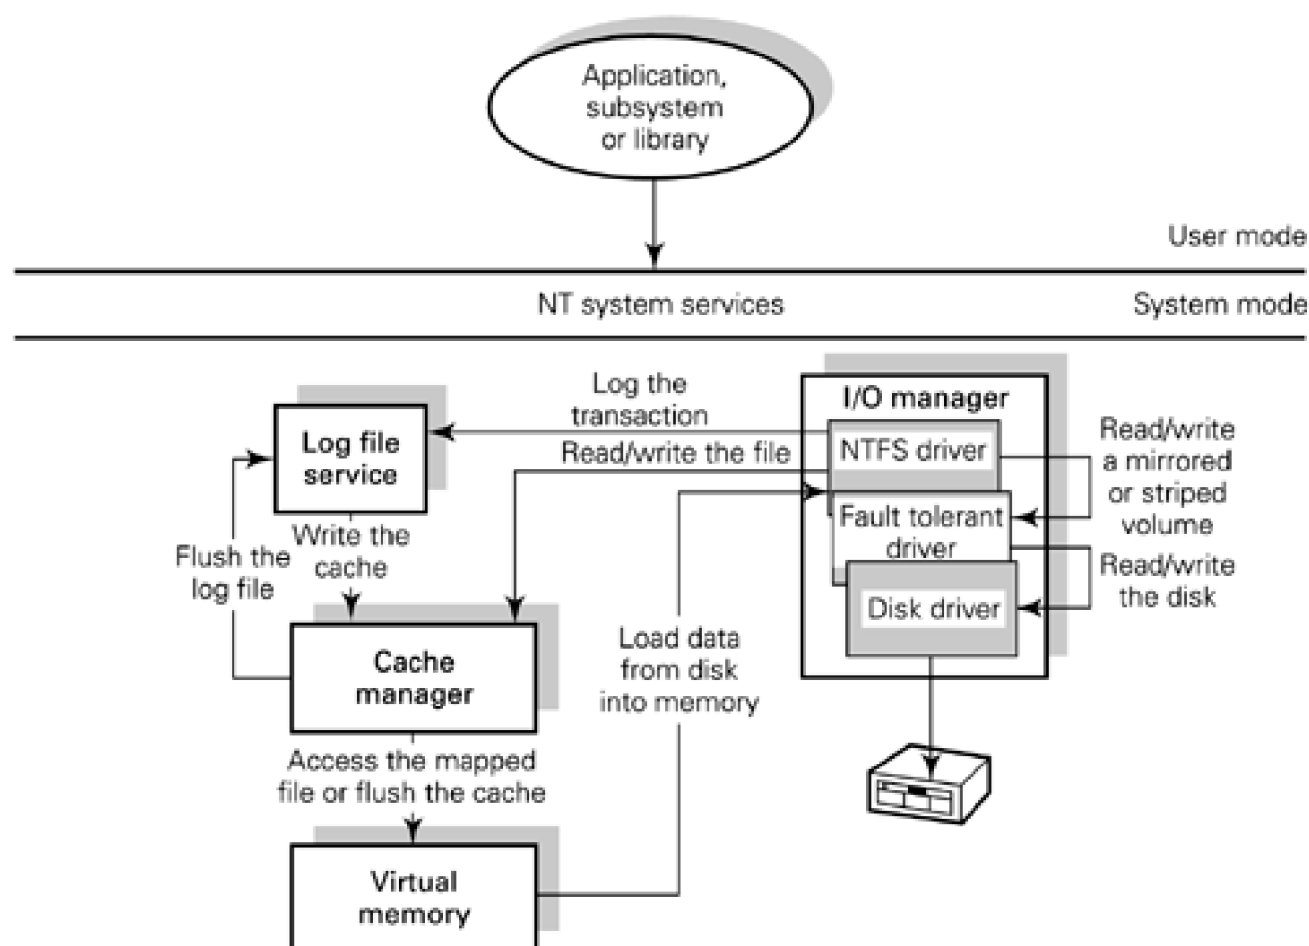 Application,
subsystem
or library
User mode
NT system services
System mode
Log the
transaction
I/O manager
Log file
service
Read/write the file
NTFS driver
Read/write
a mirrored
or striped
volume
Fault tolerant
driver
Flush the
log file
Write the
cache
Read/write
the disk
Disk driver
Cache
manager
Load data
from disk
into memory
Access the mapped
file or flush the cache
Virtual
memory